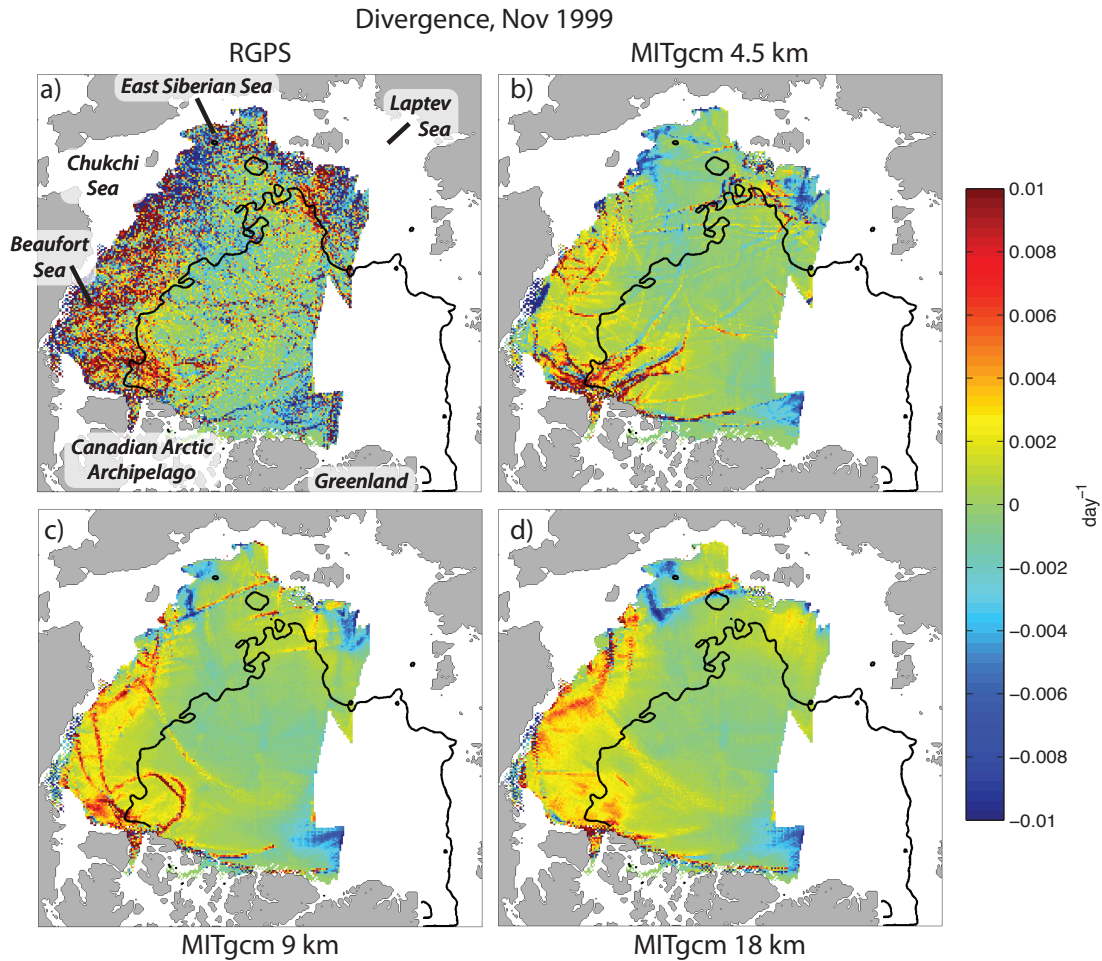 Divergence, Nov 1999
RGPS
MITgcm 4.5 km
a)
East Siberian Sea
Laptev
Sea
Chukchi
Sea
Beaufort
Sea
Canadian Arctic
Archipelago
Greenland
b)
c)
d)
MITgcm 9 km
MITgcm 18 km
0.01
0.008
0.006
0.004
0.002
0
−0.002
−0.004
−0.006
−0.008
−0.01
day⁻¹